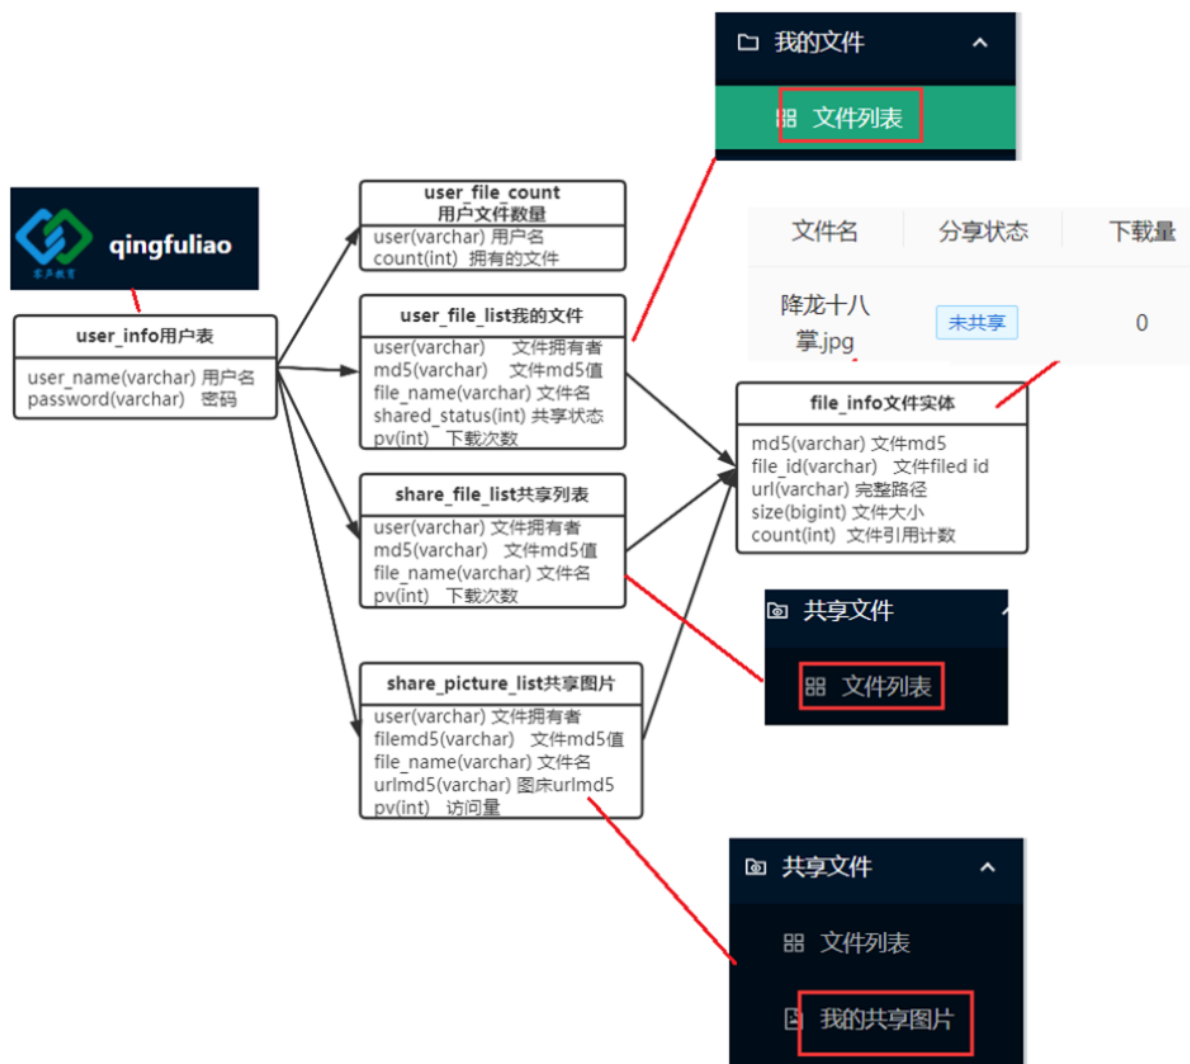 我的文件
文件列表
零声教育
qingfuliao
user_file_count
用户文件数量
user(varchar) 用户名
count(int) 拥有的文件
文件名 分享状态 下载量
降龙十八
掌.jpg
未共享
0
user_info用户表
user_name(varchar) 用户名
password(varchar) 密码
user_file_list我的文件
user(varchar) 文件拥有者
md5(varchar) 文件md5值
file_name(varchar) 文件名
shared_status(int) 共享状态
pv(int) 下载次数
file_info文件实体
md5(varchar) 文件md5
file_id(varchar) 文件filed id
url(varchar) 完整路径
size(bigint) 文件大小
count(int) 文件引用计数
share_file_list共享列表
user(varchar) 文件拥有者
md5(varchar) 文件md5值
file_name(varchar) 文件名
pv(int) 下载次数
共享文件
文件列表
share_picture_list共享图片
user(varchar) 文件拥有者
filemd5(varchar) 文件md5值
file_name(varchar) 文件名
urlmd5(varchar) 图床urlmd5
pv(int) 访问量
共享文件
文件列表
我的共享图片